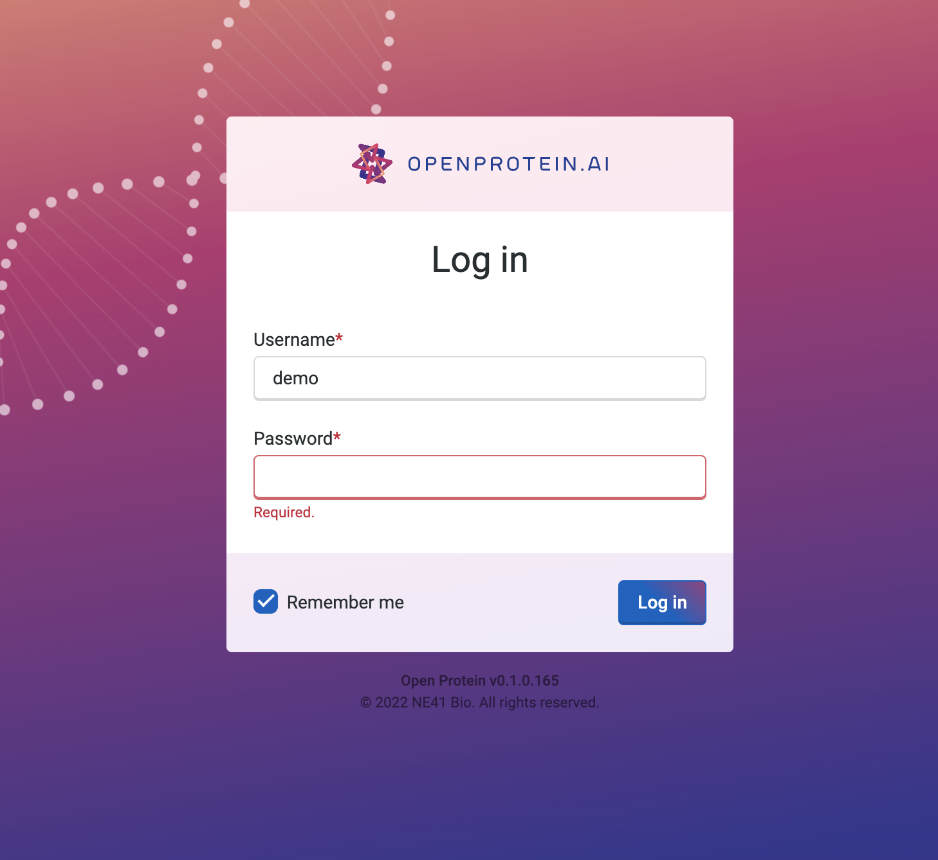 OPENPROTEIN.AI
Log in
Username*
demo
Password*
Required.
Remember me
Log in
Open Protein v0.1.0.165
© 2022 NE41 Bio. All rights reserved.